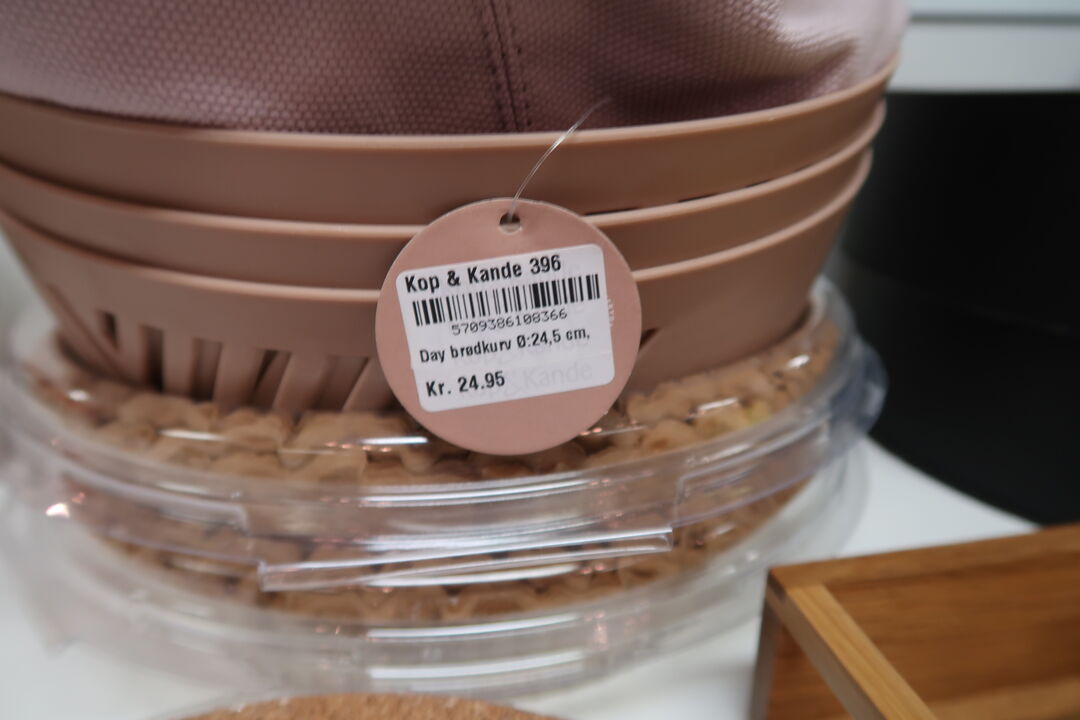 Kop & Kande 396
5709386108366
Day brødkurv Ø:24,5 cm,
Kr. 24.95